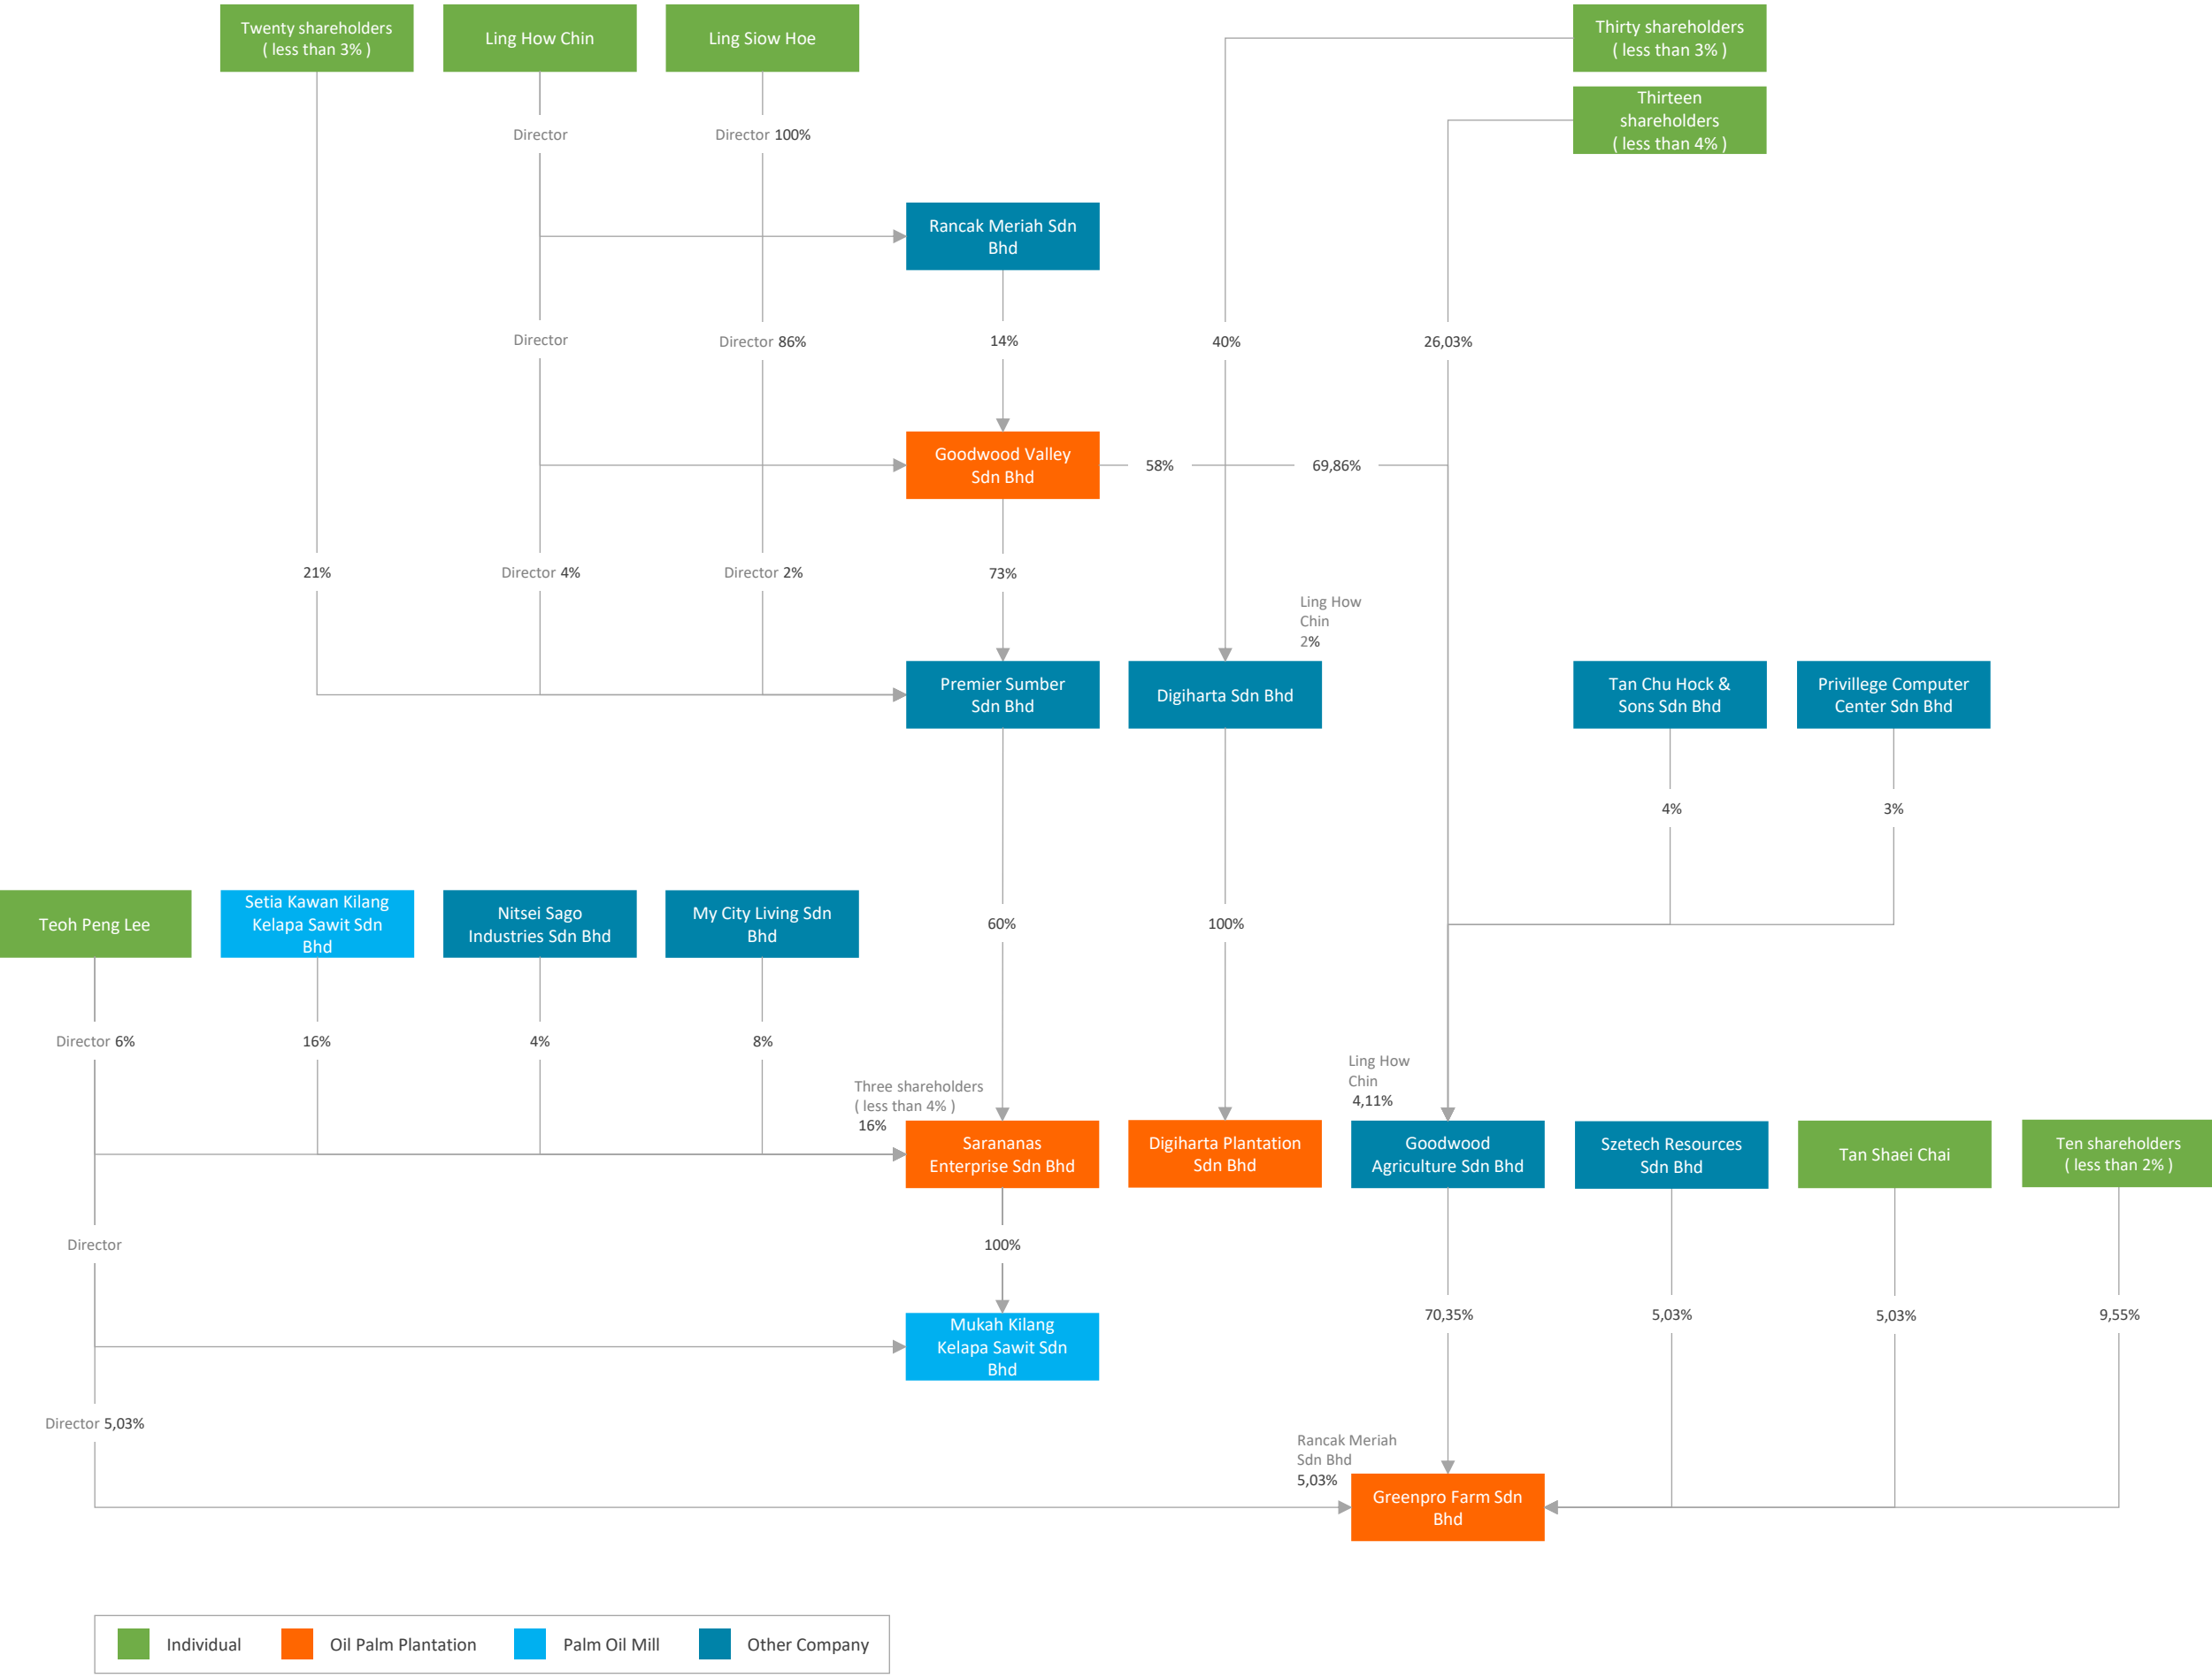 Twenty shareholders
( less than 3% )
Ling How Chin
Ling Siow Hoe
Thirty shareholders
( less than 3% )
Thirteen
shareholders
( less than 4% )
Director
Director 100%
Rancak Meriah Sdn
Bhd
Director
Director 86%
14%
40%
26,03%
Goodwood Valley
Sdn Bhd
58%
69,86%
21%
Director 4%
Director 2%
73%
Ling How
Chin
2%
Premier Sumber
Sdn Bhd
Digiharta Sdn Bhd
Tan Chu Hock &
Sons Sdn Bhd
Privillege Computer
Center Sdn Bhd
4%
3%
Teoh Peng Lee
Setia Kawan Kilang
Kelapa Sawit Sdn
Bhd
Nitsei Sago
Industries Sdn Bhd
My City Living Sdn
Bhd
60%
100%
Director 6%
16%
4%
8%
Three shareholders
( less than 4% )
16%
Ling How
Chin
4,11%
Sarananas
Enterprise Sdn Bhd
Digiharta Plantation
Sdn Bhd
Goodwood
Agriculture Sdn Bhd
Szetech Resources
Sdn Bhd
Tan Shaei Chai
Ten shareholders
( less than 2% )
Director
100%
70,35%
5,03%
5,03%
9,55%
Mukah Kilang
Kelapa Sawit Sdn
Bhd
Director 5,03%
Rancak Meriah
Sdn Bhd
5,03%
Greenpro Farm Sdn
Bhd
Individual
Oil Palm Plantation
Palm Oil Mill
Other Company